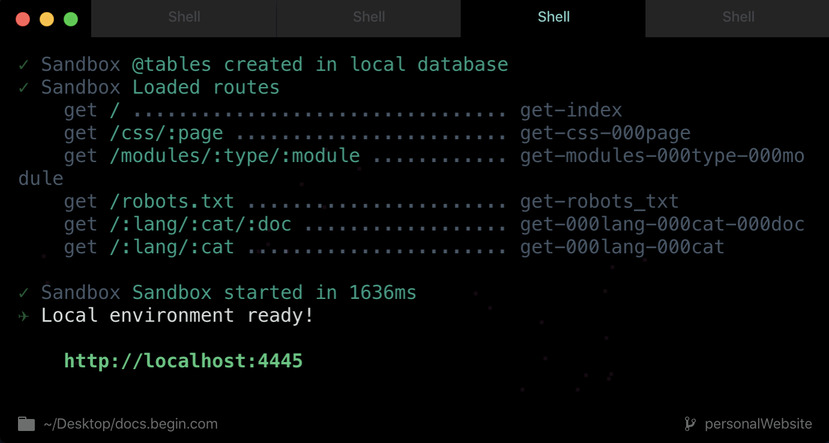 Shell Shell Shell Shell
✓ Sandbox @tables created in local database
✓ Sandbox Loaded routes
get / ................................. get-index
get /css/:page ........................ get-css-000page
get /modules/:type/:module ............ get-modules-000type-000mo
dule
get /robots.txt ....................... get-robots_txt
get /:lang/:cat/:doc .................. get-000lang-000cat-000doc
get /:lang/:cat ....................... get-000lang-000cat
✓ Sandbox Sandbox started in 1636ms
✈ Local environment ready!
http://localhost:4445
~/Desktop/docs.begin.com personalWebsite